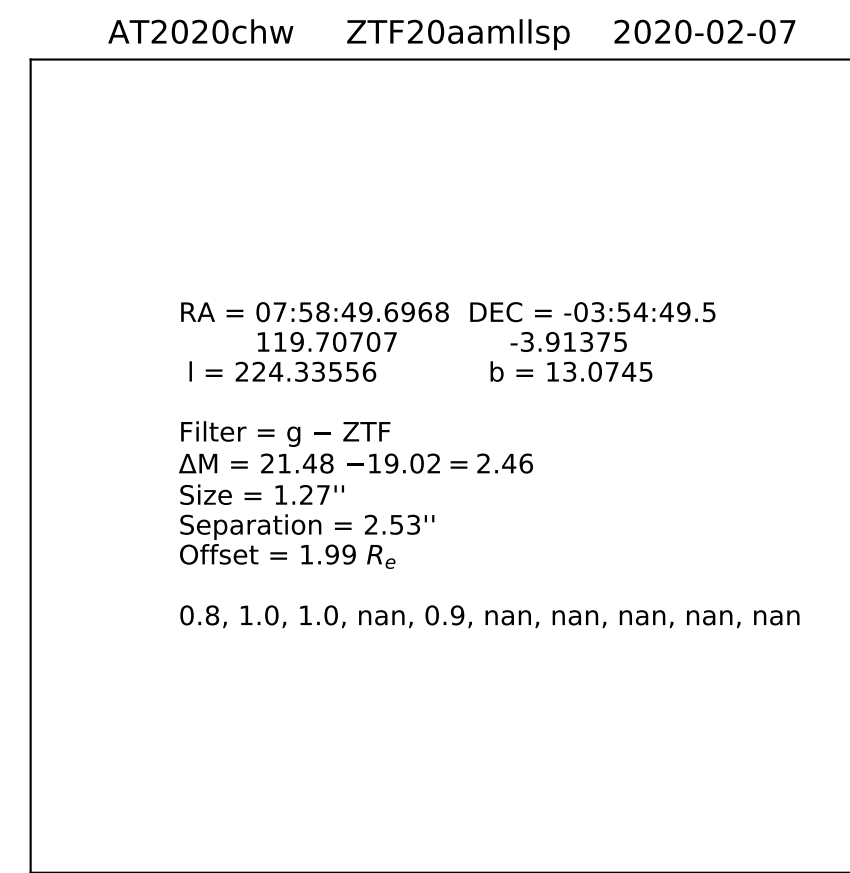 AT2020chw ZTF20aamllsp 2020-02-07
RA = 07:58:49.6968 DEC = -03:54:49.5
119.70707 -3.91375
l = 224.33556 b = 13.0745
Filter = g − ZTF
ΔM = 21.48 −19.02 = 2.46
Size = 1.27''
Separation = 2.53''
Offset = 1.99 Re
0.8, 1.0, 1.0, nan, 0.9, nan, nan, nan, nan, nan